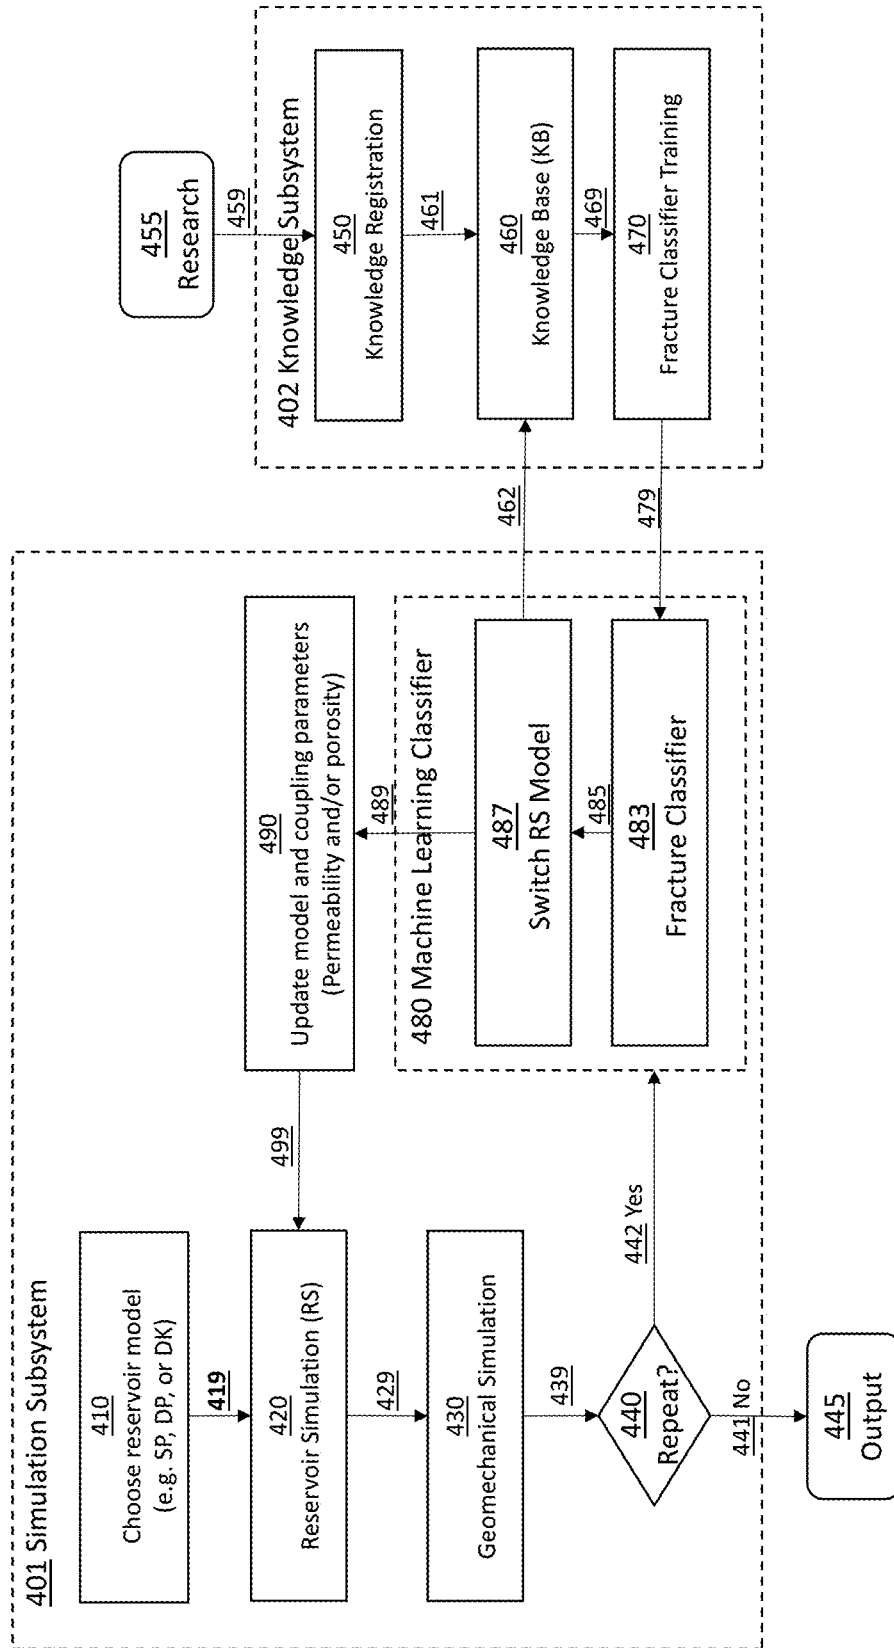 401 Simulation Subsystem
410
Choose reservoir model
(e.g. SP, DP, or DK)
419
420
Reservoir Simulation (RS)
429
430
Geomechanical Simulation
439
440
Repeat?
441 No
442 Yes
445
Output
499
490
Update model and coupling parameters
(Permeability and/or porosity)
489
480 Machine Learning Classifier
487
Switch RS Model
485
483
Fracture Classifier
462
479
455
Research
459
402 Knowledge Subsystem
450
Knowledge Registration
461
460
Knowledge Base (KB)
469
470
Fracture Classifier Training